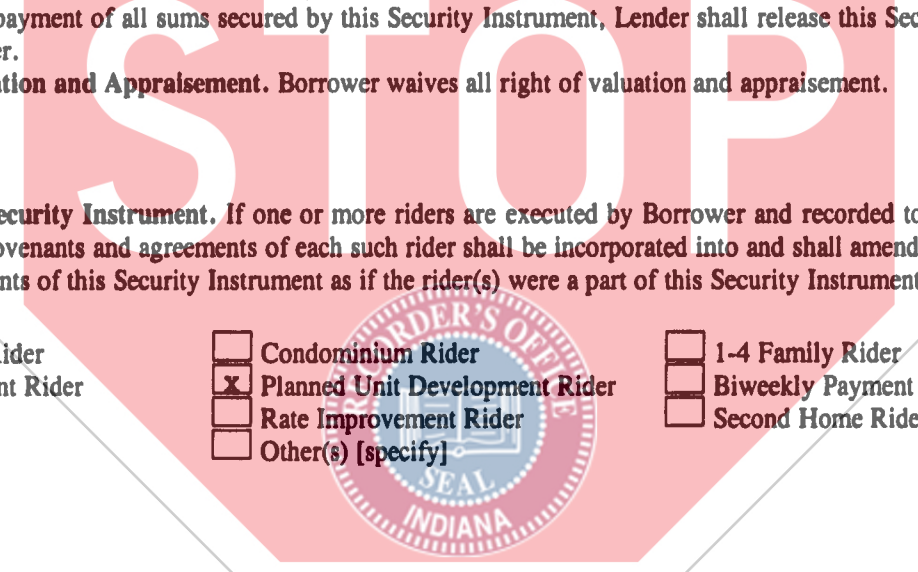 STOP
payment of all sums secured by this Security Instrument, Lender shall release this Sec
er.
ation and Appraisement. Borrower waives all right of valuation and appraisement.
ecurity Instrument. If one or more riders are executed by Borrower and recorded to
ovenants and agreements of each such rider shall be incorporated into and shall amend
nts of this Security Instrument as if the rider(s) were a part of this Security Instrument
ider Condominium Rider 1-4 Family Rider
nt Rider X Planned Unit Development Rider Biweekly Payment
Rate Improvement Rider Second Home Ride
Other(s) [specify]
RECORDER'S OFFICE
SEAL
INDIANA